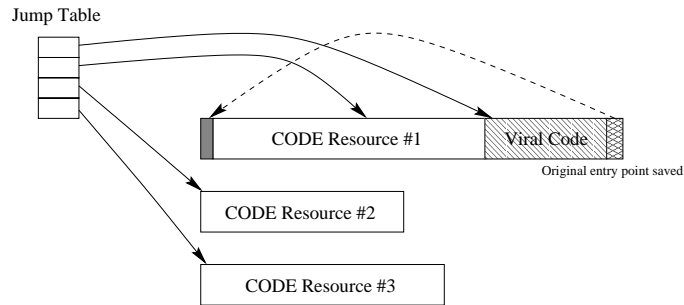 Jump Table
CODE Resource #1
Viral Code
Original entry point saved
CODE Resource #2
CODE Resource #3